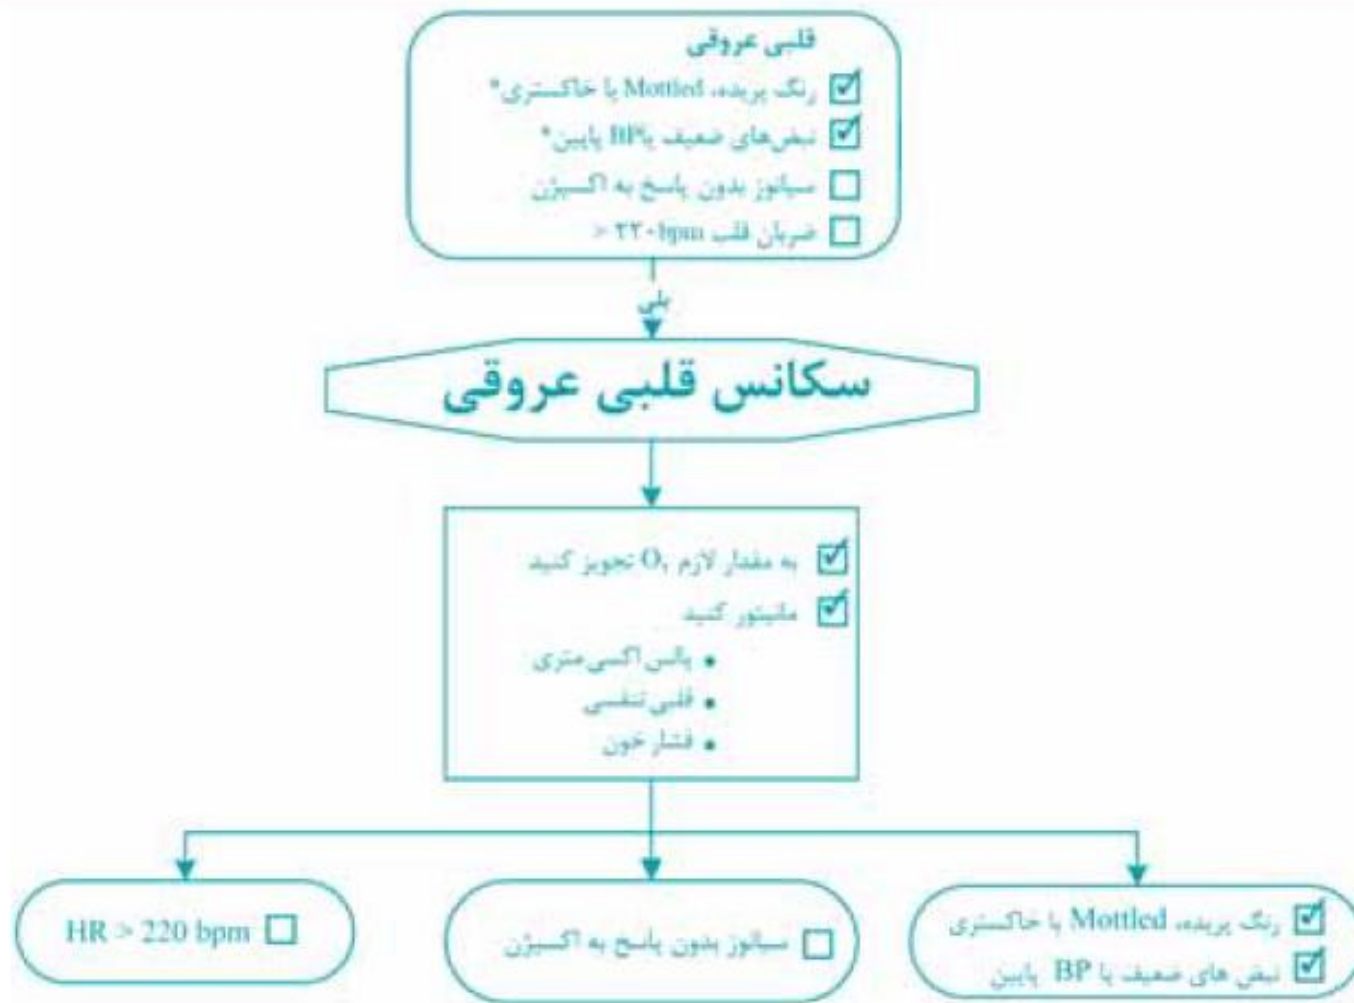 قلبی عروقی
☑ رنگ پریده، Mottled یا خاکستری*
☑ نبض‌های ضعیف یا BP پایین*
☐ سیانوز بدون پاسخ به اکسیژن
☐ ضربان قلب ۲۲۰bpm <
بلی
سکانس قلبی عروقی
☑ به مقدار لازم O₂ تجویز کنید
☑ مانیتور کنید
• پالس اکسی متری
• قلبی تنفسی
• فشار خون
☑ رنگ پریده، Mottled یا خاکستری
☑ نبض های ضعیف یا BP پایین
☐ سیانوز بدون پاسخ به اکسیژن
☐ HR > 220 bpm